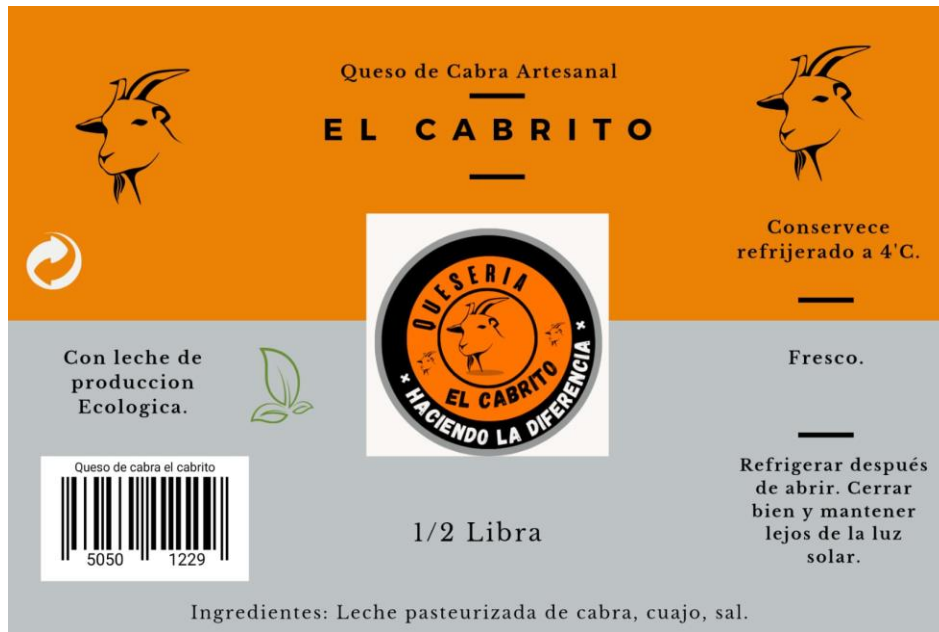 Queso de Cabra Artesanal
EL CABRITO
Conservece
refrijerado a 4'C.
QUESERIA
EL CABRITO
× HACIENDO LA DIFERENCIA ×
Con leche de
produccion
Ecologica.
Fresco.
Queso de cabra el cabrito
5050 1229
Refrigerar después
de abrir. Cerrar
bien y mantener
lejos de la luz
solar.
1/2 Libra
Ingredientes: Leche pasteurizada de cabra, cuajo, sal.